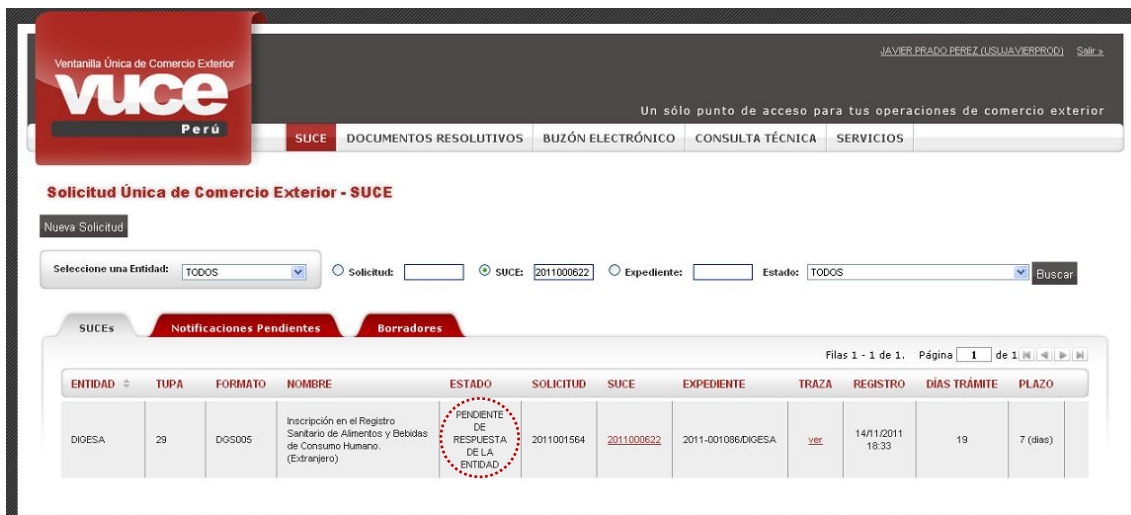 JAVIER PRADO PEREZ (USUJAVIERPROD) Salir »
Ventanilla Única de Comercio Exterior
vuce
Perú
Un sólo punto de acceso para tus operaciones de comercio exterior
SUCE DOCUMENTOS RESOLUTIVOS BUZÓN ELECTRÓNICO CONSULTA TÉCNICA SERVICIOS
Solicitud Única de Comercio Exterior - SUCE
Nueva Solicitud
Seleccione una Entidad: TODOS Solicitud: SUCE: 2011000622 Expediente: Estado: TODOS Buscar
SUCEs Notificaciones Pendientes Borradores
Filas 1 - 1 de 1. Página 1 de 1
ENTIDAD TUPA FORMATO NOMBRE ESTADO SOLICITUD SUCE EXPEDIENTE TRAZA REGISTRO DÍAS TRÁMITE PLAZO
DIGESA 29 DGS005
Inscripción en el Registro
Sanitario de Alimentos y Bebidas
de Consumo Humano.
(Extranjero)
PENDIENTE
DE
RESPUESTA
DE LA
ENTIDAD
2011001564 2011000622 2011-001086/DIGESA ver
14/11/2011
18:33
19 7 (dias)